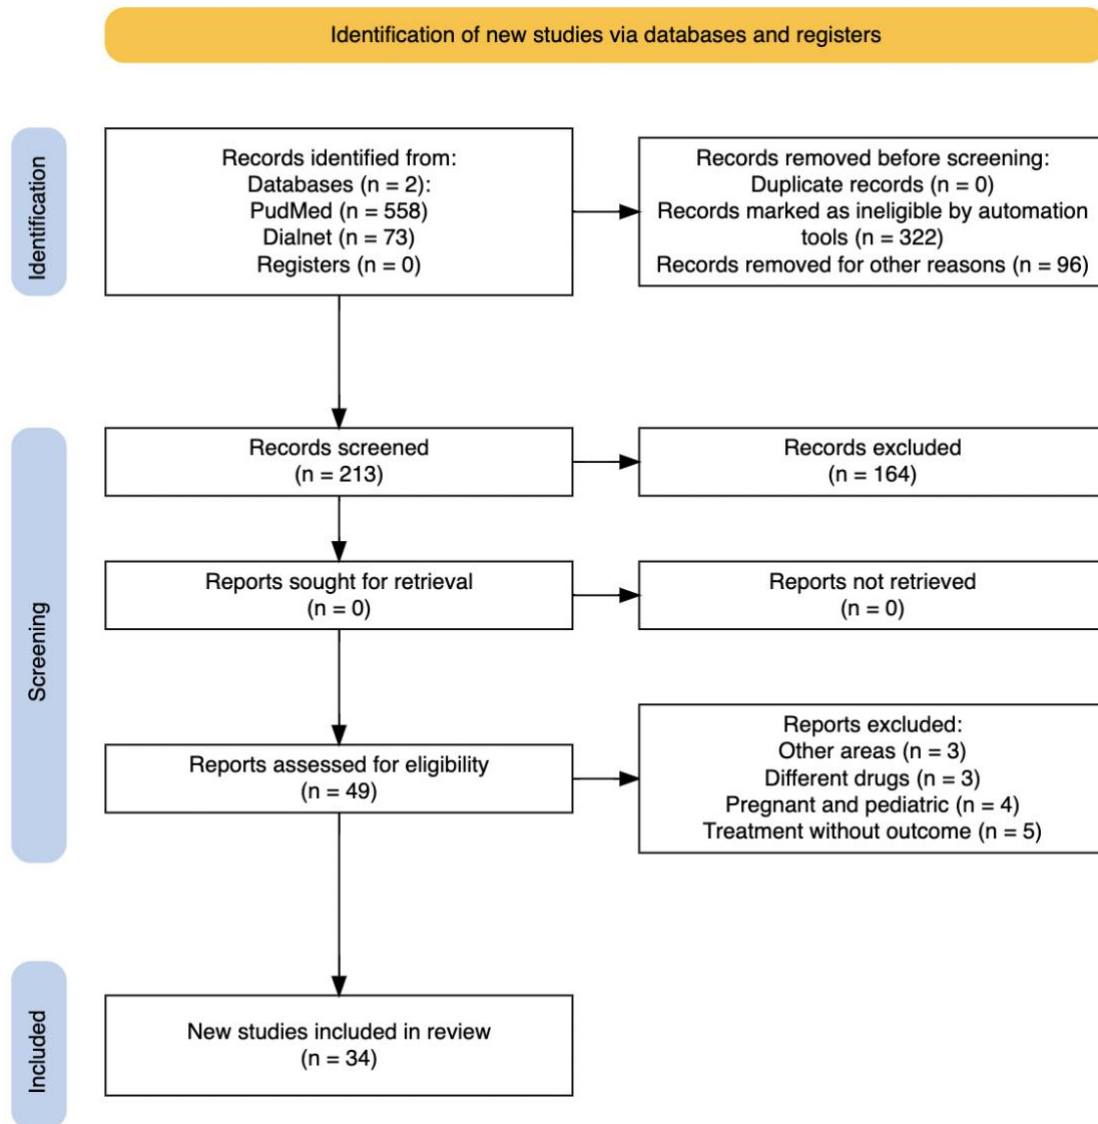 Identification of new studies via databases and registers
Identification
Records identified from:
Databases (n = 2):
PudMed (n = 558)
Dialnet (n = 73)
Registers (n = 0)
Records removed before screening:
Duplicate records (n = 0)
Records marked as ineligible by automation
tools (n = 322)
Records removed for other reasons (n = 96)
Screening
Records screened
(n = 213)
Records excluded
(n = 164)
Reports sought for retrieval
(n = 0)
Reports not retrieved
(n = 0)
Reports assessed for eligibility
(n = 49)
Reports excluded:
Other areas (n = 3)
Different drugs (n = 3)
Pregnant and pediatric (n = 4)
Treatment without outcome (n = 5)
Included
New studies included in review
(n = 34)